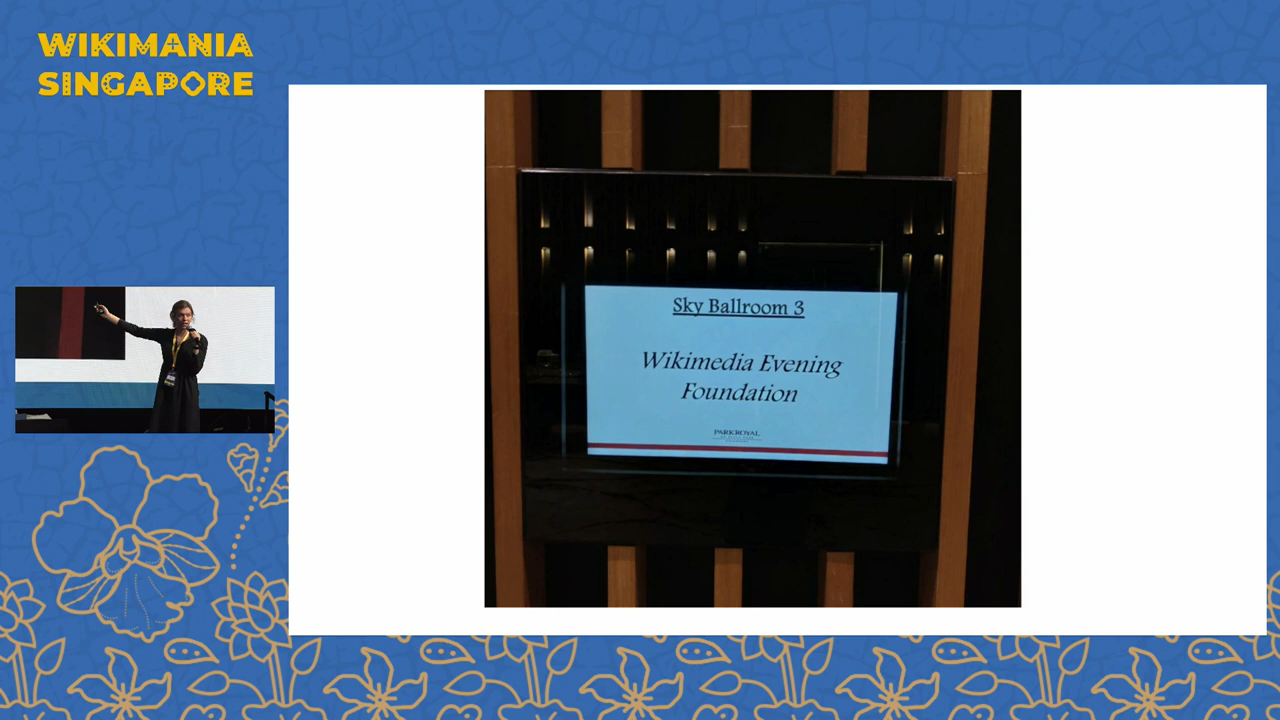 WIKIMANIA
SINGAPORE
Sky Ballroom 3
Wikimedia Evening
Foundation
PARKROYAL